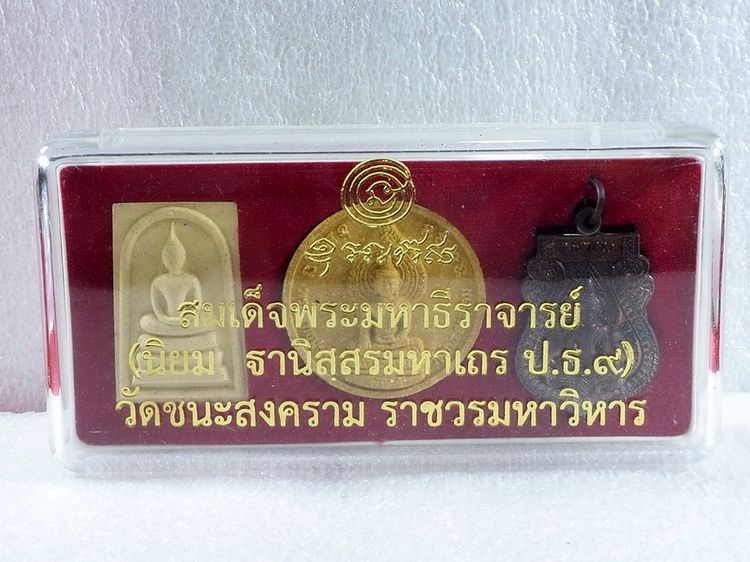 สมเด็จพระมหาธีราจารย์
(นิยม ฐานิสฺสรมหาเถร ป.ธ.๙)
วัดชนะสงคราม ราชวรมหาวิหาร